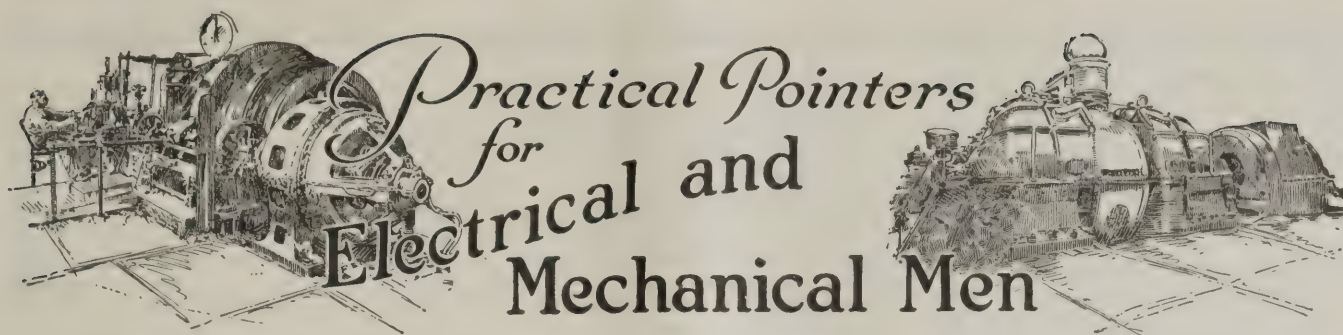 Practical Pointers
for
Electrical and
Mechanical Men